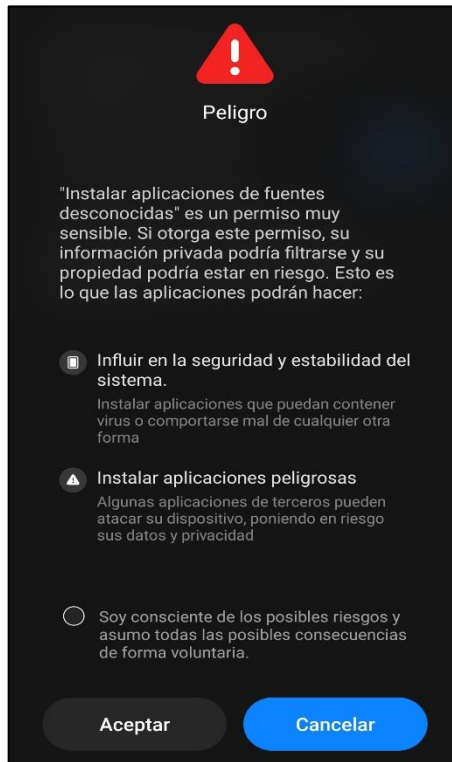 Peligro
"Instalar aplicaciones de fuentes
desconocidas" es un permiso muy
sensible. Si otorga este permiso, su
información privada podría filtrarse y su
propiedad podría estar en riesgo. Esto es
lo que las aplicaciones podrán hacer:
Influir en la seguridad y estabilidad del
sistema.
Instalar aplicaciones que puedan contener
virus o comportarse mal de cualquier otra
forma
Instalar aplicaciones peligrosas
Algunas aplicaciones de terceros pueden
atacar su dispositivo, poniendo en riesgo
sus datos y privacidad
Soy consciente de los posibles riesgos y
asumo todas las posibles consecuencias
de forma voluntaria.
Aceptar
Cancelar